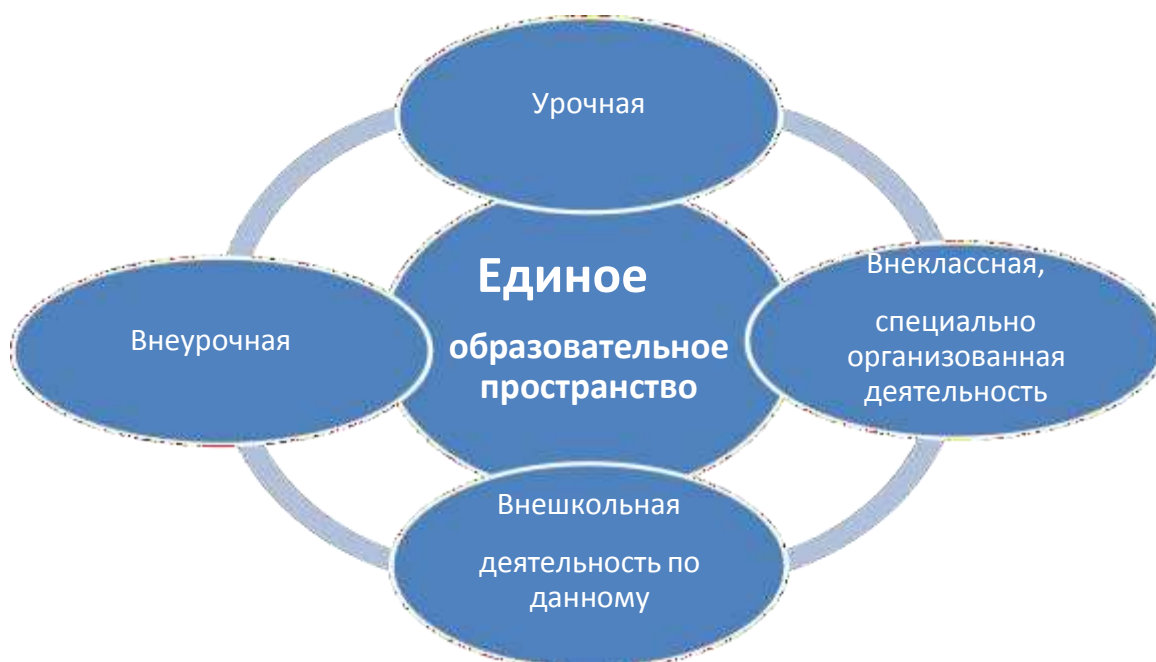 Урочная
Единое
образовательное
пространство
Внеклассная,
специально
организованная
деятельность
Внеурочная
Внешкольная
деятельность по
данному